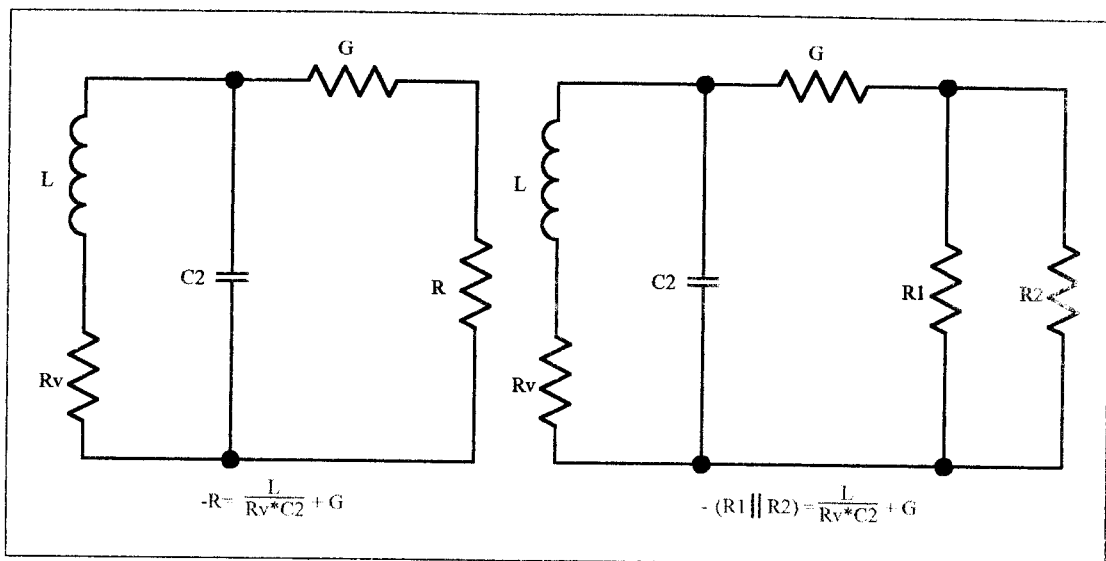 G
L
C2
R
Rv
-R= L / Rv*C2 + G
G
L
C2
R1
R2
Rv
- (R1 || R2) = L / Rv*C2 + G